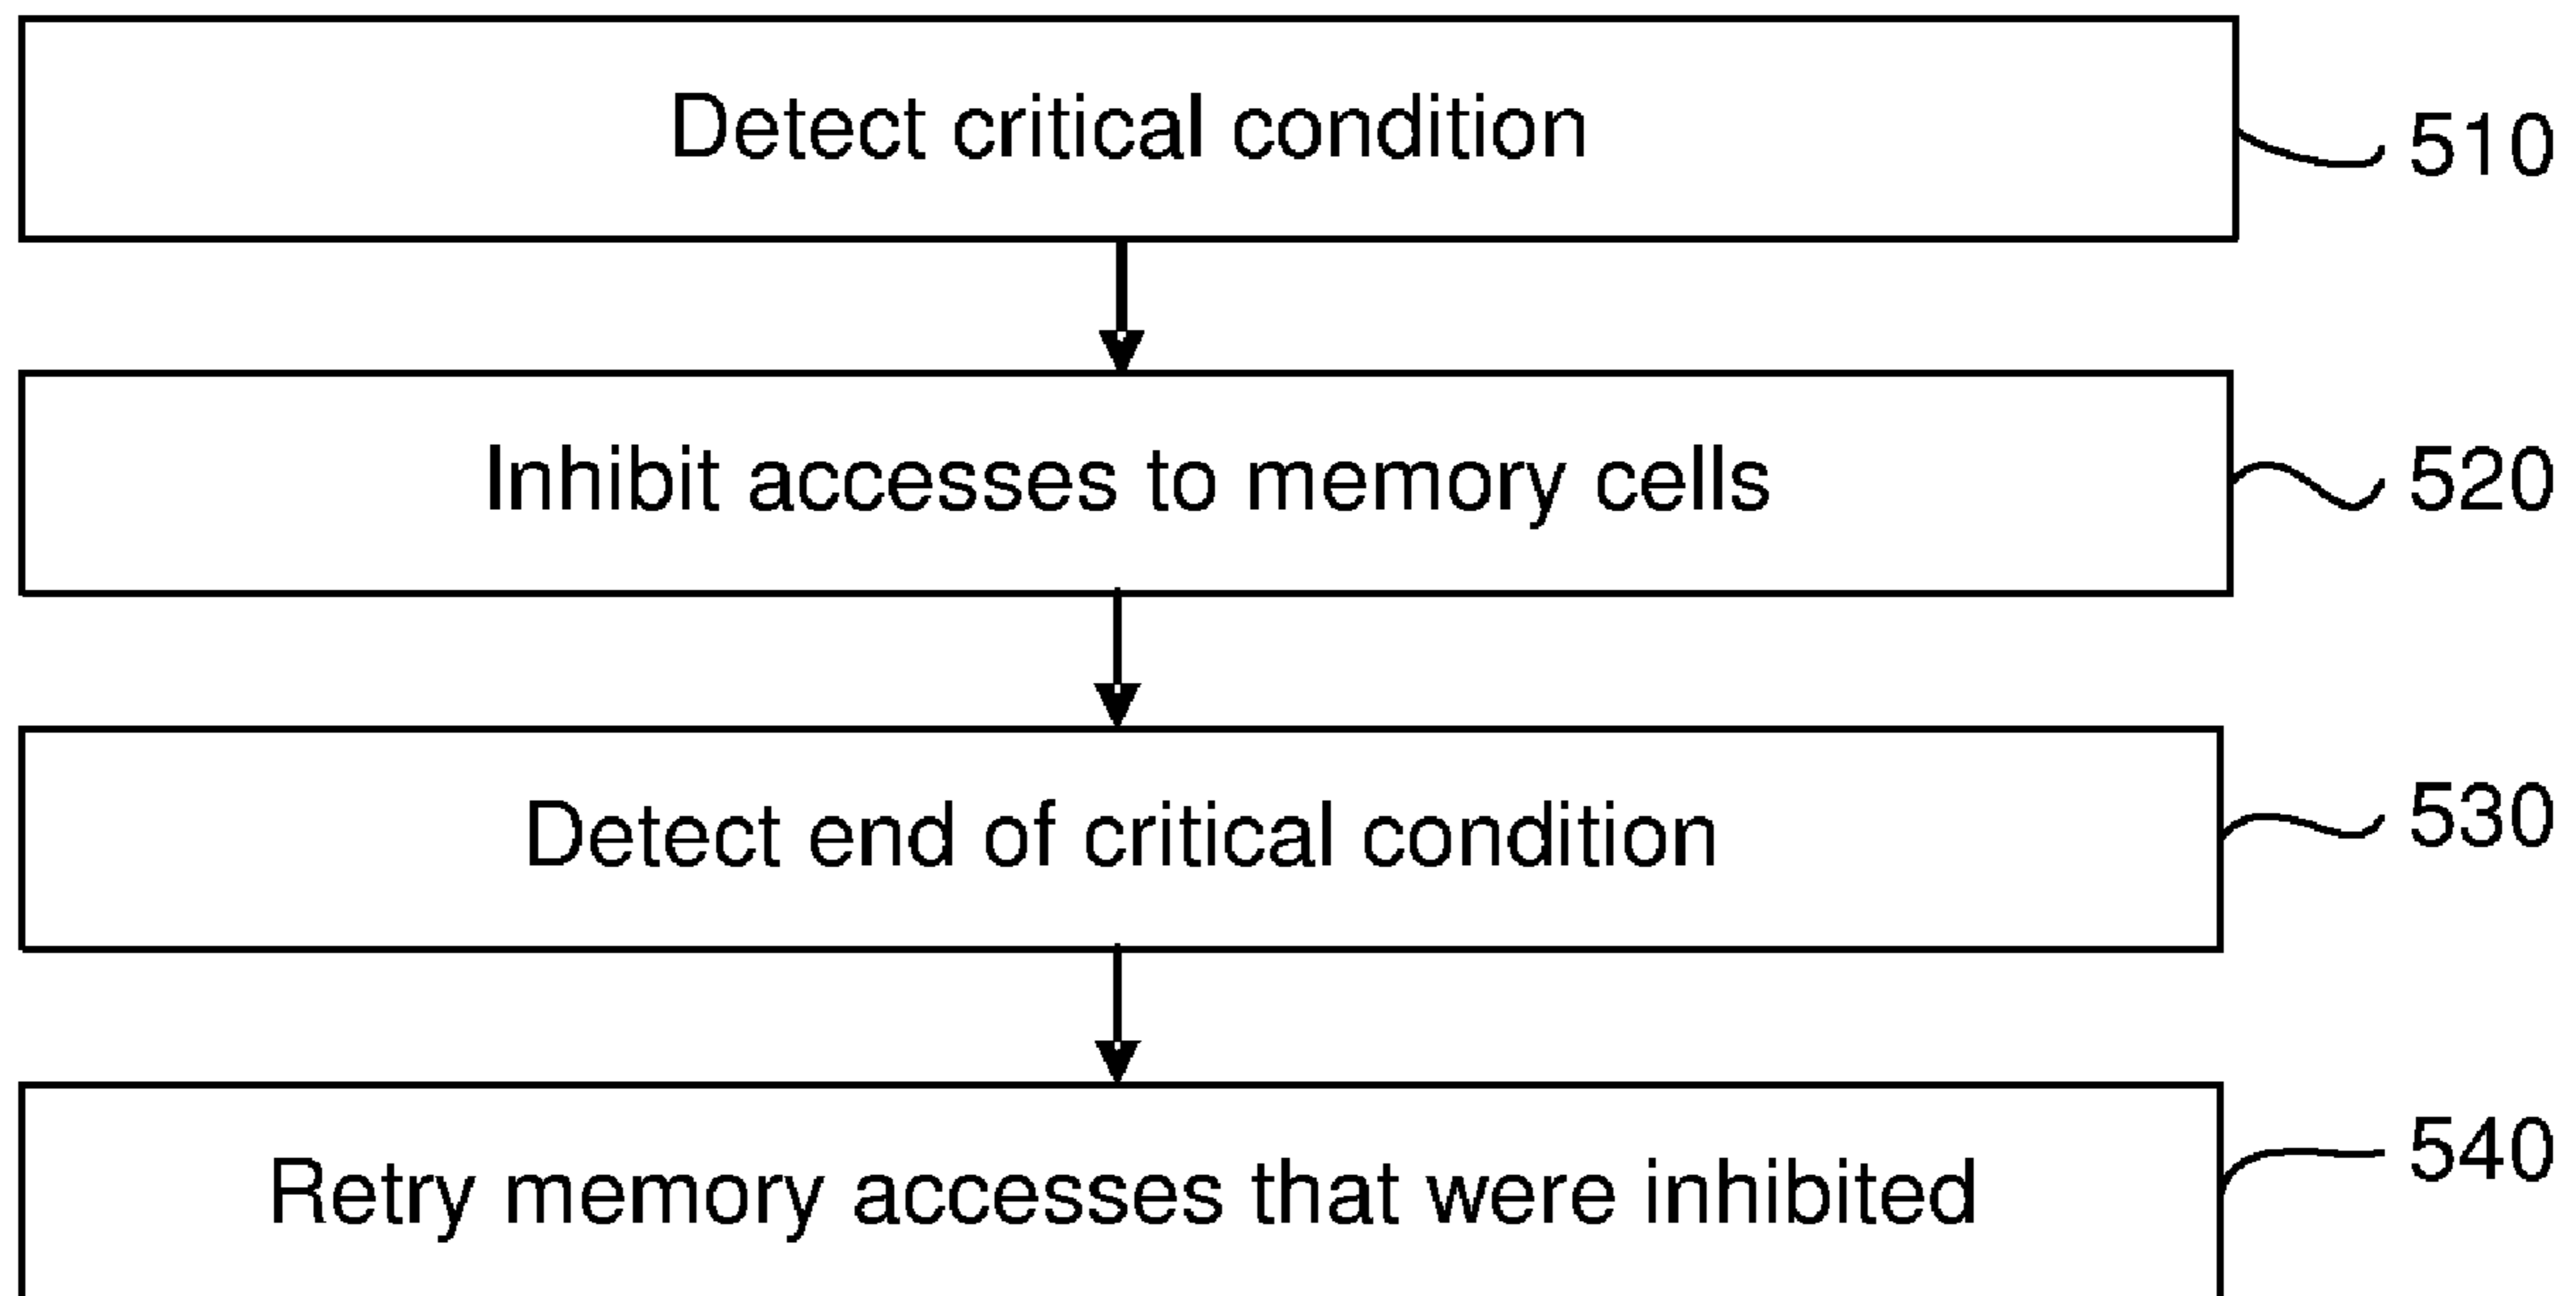 Detect critical condition
510
Inhibit accesses to memory cells
520
Detect end of critical condition
530
Retry memory accesses that were inhibited
540